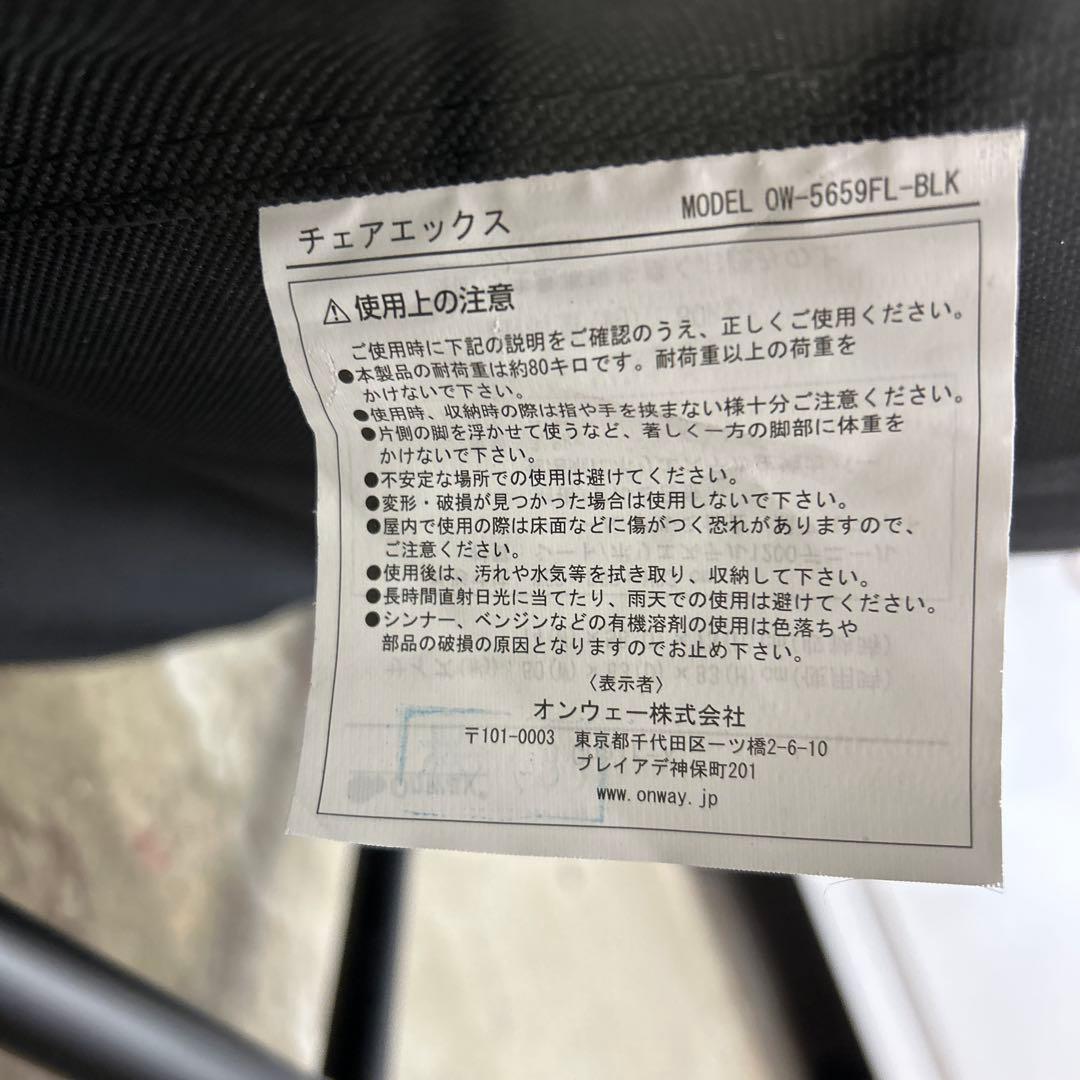 チェアエックス MODEL OW-5659FL-BLK
⚠使用上の注意
ご使用時に下記の説明をご確認のうえ、正しくご使用ください。
●本製品の耐荷重は約80キロです。耐荷重以上の荷重を
かけないで下さい。
●使用時、収納時の際は指や手を挟まない様十分ご注意ください。
●片側の脚を浮かせて使うなど、著しく一方の脚部に体重を
かけないで下さい。
●不安定な場所での使用は避けてください。
●変形・破損が見つかった場合は使用しないで下さい。
●屋内で使用の際は床面などに傷がつく恐れがありますので、
ご注意ください。
●使用後は、汚れや水気等を拭き取り、収納して下さい。
●長時間直射日光に当てたり、雨天での使用は避けてください。
●シンナー、ベンジンなどの有機溶剤の使用は色落ちや
部品の破損の原因となりますのでお止め下さい。
〈表示者〉
オンウェー株式会社
〒101-0003 東京都千代田区一ツ橋2-6-10
プレイアデ神保町201
www.onway.jp